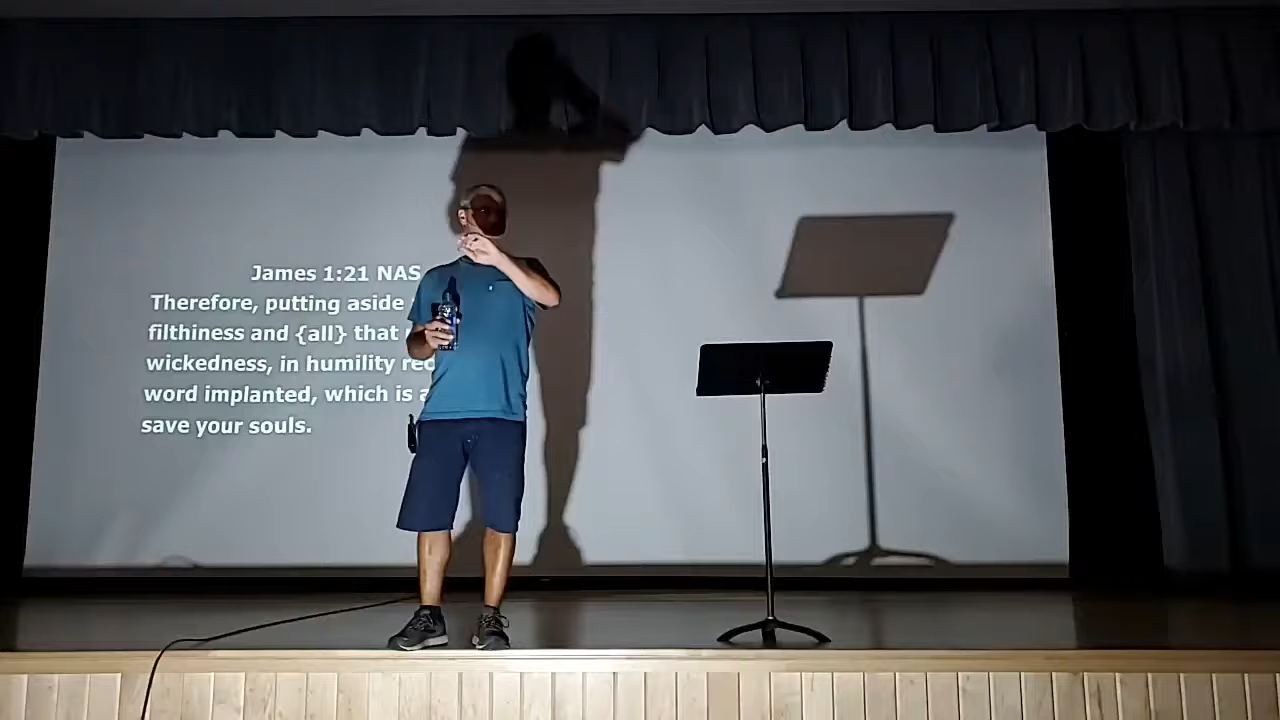 James 1:21 NAS
Therefore, putting aside
filthiness and {all} that
wickedness, in humility
word implanted, which is
save your souls.